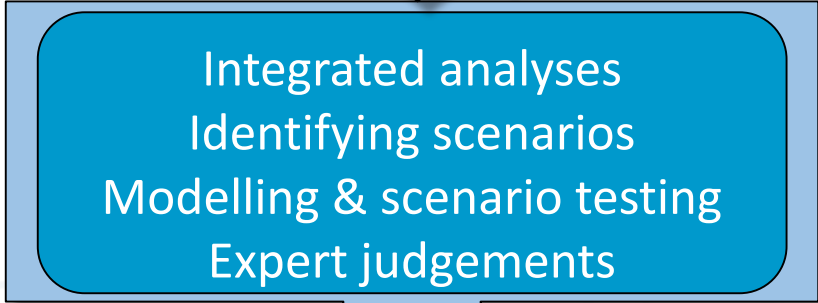 Integrated analyses
Identifying scenarios
Modelling & scenario testing
Expert judgements